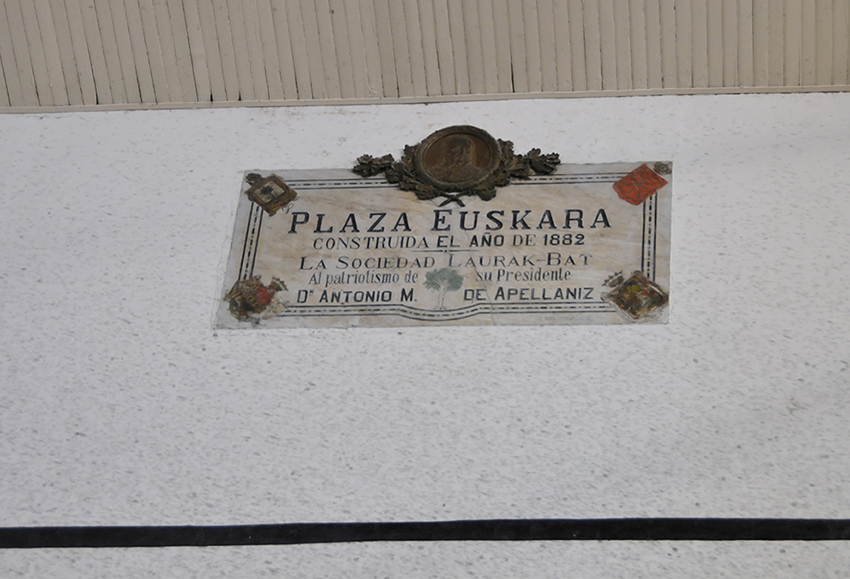 PLAZA EUSKARA
CONSTRUIDA EL AÑO DE 1882
LA SOCIEDAD LAURAK-BAT
Al patriotismo de su Presidente
Dn ANTONIO M. DE APELLANIZ